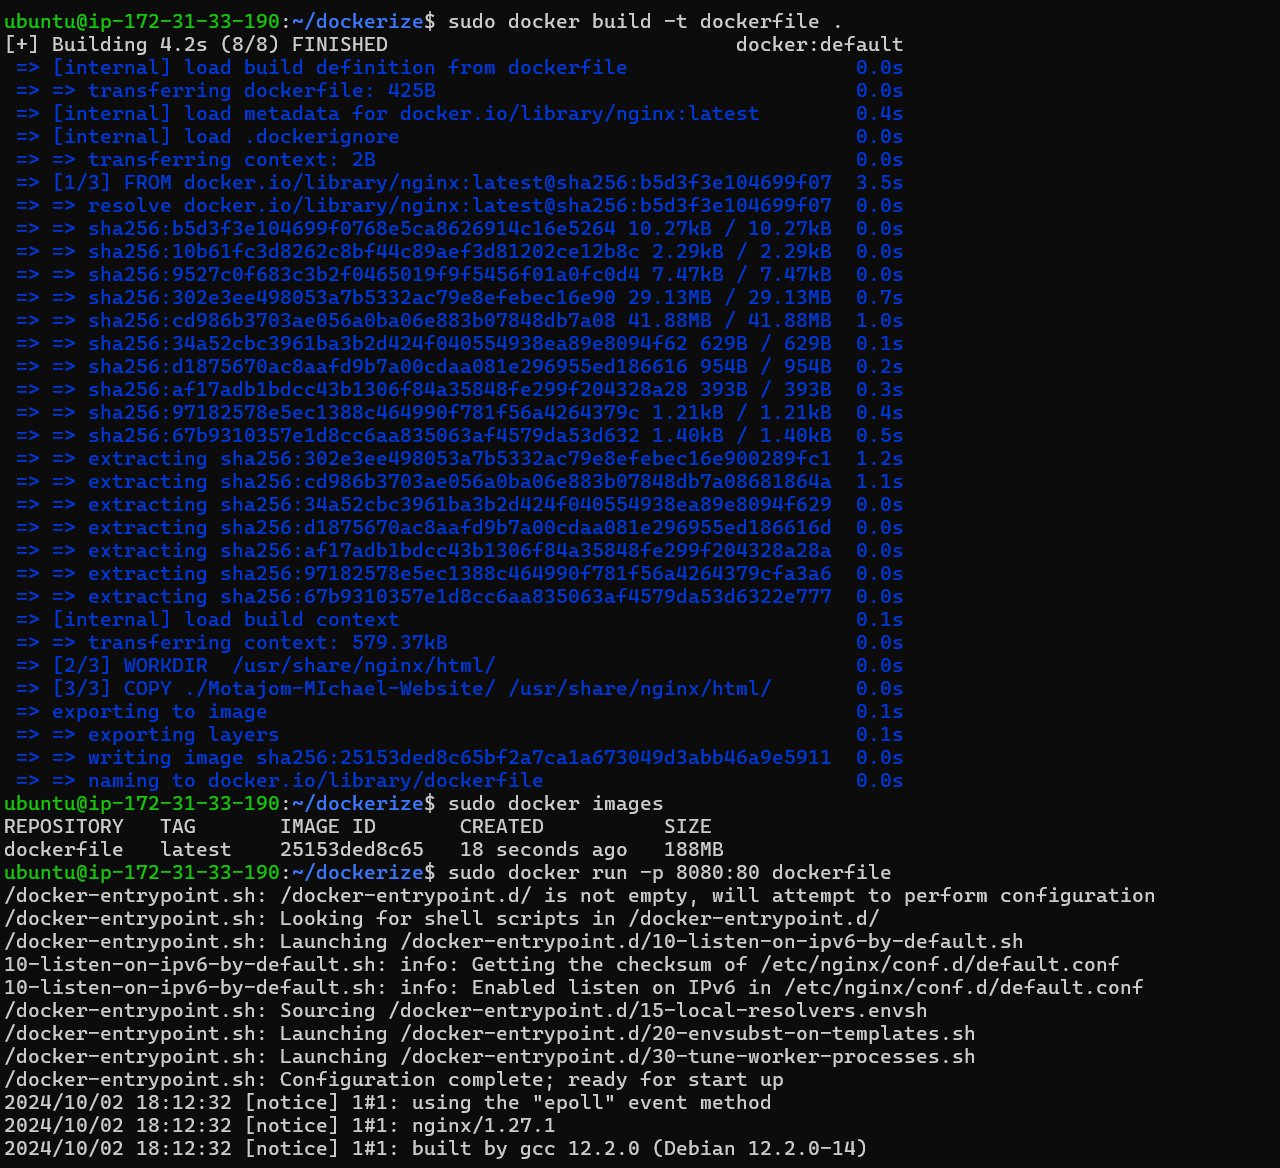 ubuntu@ip-172-31-33-190:~/dockerize$ sudo docker build -t dockerfile .
[+] Building 4.2s (8/8) FINISHED docker:default
=> [internal] load build definition from dockerfile 0.0s
=> => transferring dockerfile: 425B 0.0s
=> [internal] load metadata for docker.io/library/nginx:latest 0.4s
=> [internal] load .dockerignore 0.0s
=> => transferring context: 2B 0.0s
=> [1/3] FROM docker.io/library/nginx:latest@sha256:b5d3f3e104699f07 3.5s
=> => resolve docker.io/library/nginx:latest@sha256:b5d3f3e104699f07 0.0s
=> => sha256:b5d3f3e104699f0768e5ca8626914c16e5264 10.27kB / 10.27kB 0.0s
=> => sha256:10b61fc3d8262c8bf44c89aef3d81202ce12b8c 2.29kB / 2.29kB 0.0s
=> => sha256:9527c0f683c3b2f0465019f9f5456f01a0fc0d4 7.47kB / 7.47kB 0.0s
=> => sha256:302e3ee498053a7b5332ac79e8efebec16e90 29.13MB / 29.13MB 0.7s
=> => sha256:cd986b3703ae056a0ba06e883b07848db7a08 41.88MB / 41.88MB 1.0s
=> => sha256:34a52cbc3961ba3b2d424f040554938ea89e8094f62 629B / 629B 0.1s
=> => sha256:d1875670ac8aafd9b7a00cdaa081e296955ed186616 954B / 954B 0.2s
=> => sha256:af17adb1bdcc43b1306f84a35848fe299f204328a28 393B / 393B 0.3s
=> => sha256:97182578e5ec1388c464990f781f56a4264379c 1.21kB / 1.21kB 0.4s
=> => sha256:67b9310357e1d8cc6aa835063af4579da53d632 1.40kB / 1.40kB 0.5s
=> => extracting sha256:302e3ee498053a7b5332ac79e8efebec16e900289fc1 1.2s
=> => extracting sha256:cd986b3703ae056a0ba06e883b07848db7a08681864a 1.1s
=> => extracting sha256:34a52cbc3961ba3b2d424f040554938ea89e8094f629 0.0s
=> => extracting sha256:d1875670ac8aafd9b7a00cdaa081e296955ed186616d 0.0s
=> => extracting sha256:af17adb1bdcc43b1306f84a35848fe299f204328a28a 0.0s
=> => extracting sha256:97182578e5ec1388c464990f781f56a4264379cfa3a6 0.0s
=> => extracting sha256:67b9310357e1d8cc6aa835063af4579da53d6322e777 0.0s
=> [internal] load build context 0.1s
=> => transferring context: 579.37kB 0.0s
=> [2/3] WORKDIR  /usr/share/nginx/html/ 0.0s
=> [3/3] COPY ./Motajom-MIchael-Website/ /usr/share/nginx/html/ 0.0s
=> exporting to image 0.1s
=> => exporting layers 0.1s
=> => writing image sha256:25153ded8c65bf2a7ca1a673049d3abb46a9e5911 0.0s
=> => naming to docker.io/library/dockerfile 0.0s
ubuntu@ip-172-31-33-190:~/dockerize$ sudo docker images
REPOSITORY TAG IMAGE ID CREATED SIZE
dockerfile latest 25153ded8c65 18 seconds ago 188MB
ubuntu@ip-172-31-33-190:~/dockerize$ sudo docker run -p 8080:80 dockerfile
/docker-entrypoint.sh: /docker-entrypoint.d/ is not empty, will attempt to perform configuration
/docker-entrypoint.sh: Looking for shell scripts in /docker-entrypoint.d/
/docker-entrypoint.sh: Launching /docker-entrypoint.d/10-listen-on-ipv6-by-default.sh
10-listen-on-ipv6-by-default.sh: info: Getting the checksum of /etc/nginx/conf.d/default.conf
10-listen-on-ipv6-by-default.sh: info: Enabled listen on IPv6 in /etc/nginx/conf.d/default.conf
/docker-entrypoint.sh: Sourcing /docker-entrypoint.d/15-local-resolvers.envsh
/docker-entrypoint.sh: Launching /docker-entrypoint.d/20-envsubst-on-templates.sh
/docker-entrypoint.sh: Launching /docker-entrypoint.d/30-tune-worker-processes.sh
/docker-entrypoint.sh: Configuration complete; ready for start up
2024/10/02 18:12:32 [notice] 1#1: using the "epoll" event method
2024/10/02 18:12:32 [notice] 1#1: nginx/1.27.1
2024/10/02 18:12:32 [notice] 1#1: built by gcc 12.2.0 (Debian 12.2.0-14)